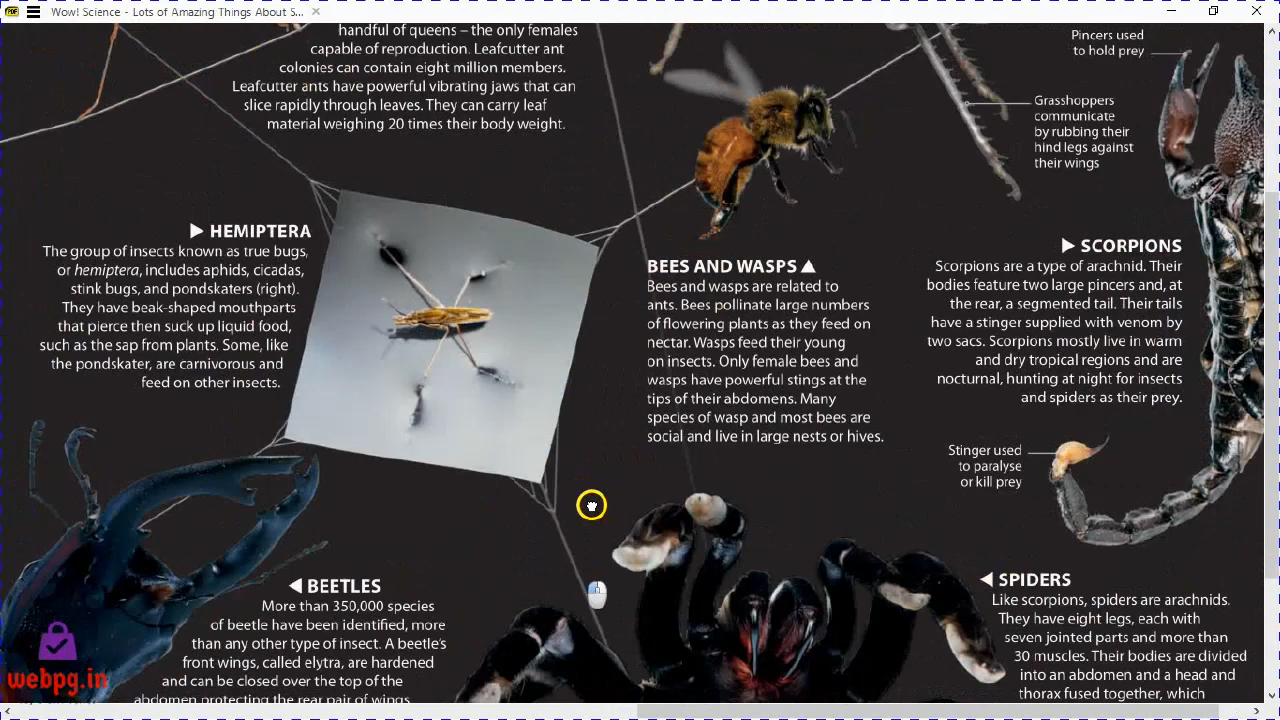 Wow! Science - Lots of Amazing Things About S...
handful of queens – the only females
capable of reproduction. Leafcutter ant
colonies can contain eight million members.
Leafcutter ants have powerful vibrating jaws that can
slice rapidly through leaves. They can carry leaf
material weighing 20 times their body weight.
Pincers used
to hold prey
Grasshoppers
communicate
by rubbing their
hind legs against
their wings
▶ HEMIPTERA
The group of insects known as true bugs,
or hemiptera, includes aphids, cicadas,
stink bugs, and pondskaters (right).
They have beak-shaped mouthparts
that pierce then suck up liquid food,
such as the sap from plants. Some, like
the pondskater, are carnivorous and
feed on other insects.
BEES AND WASPS ▲
Bees and wasps are related to
ants. Bees pollinate large numbers
of flowering plants as they feed on
nectar. Wasps feed their young
on insects. Only female bees and
wasps have powerful stings at the
tips of their abdomens. Many
species of wasp and most bees are
social and live in large nests or hives.
▶ SCORPIONS
Scorpions are a type of arachnid. Their
bodies feature two large pincers and, at
the rear, a segmented tail. Their tails
have a stinger supplied with venom by
two sacs. Scorpions mostly live in warm
and dry tropical regions and are
nocturnal, hunting at night for insects
and spiders as their prey.
Stinger used
to paralyse
or kill prey
◀ BEETLES
More than 350,000 species
of beetle have been identified, more
than any other type of insect. A beetle's
front wings, called elytra, are hardened
and can be closed over the top of the
abdomen protecting the rear pair of wings
◀ SPIDERS
Like scorpions, spiders are arachnids.
They have eight legs, each with
seven jointed parts and more than
30 muscles. Their bodies are divided
into an abdomen and a head and
thorax fused together, which
webpg.in